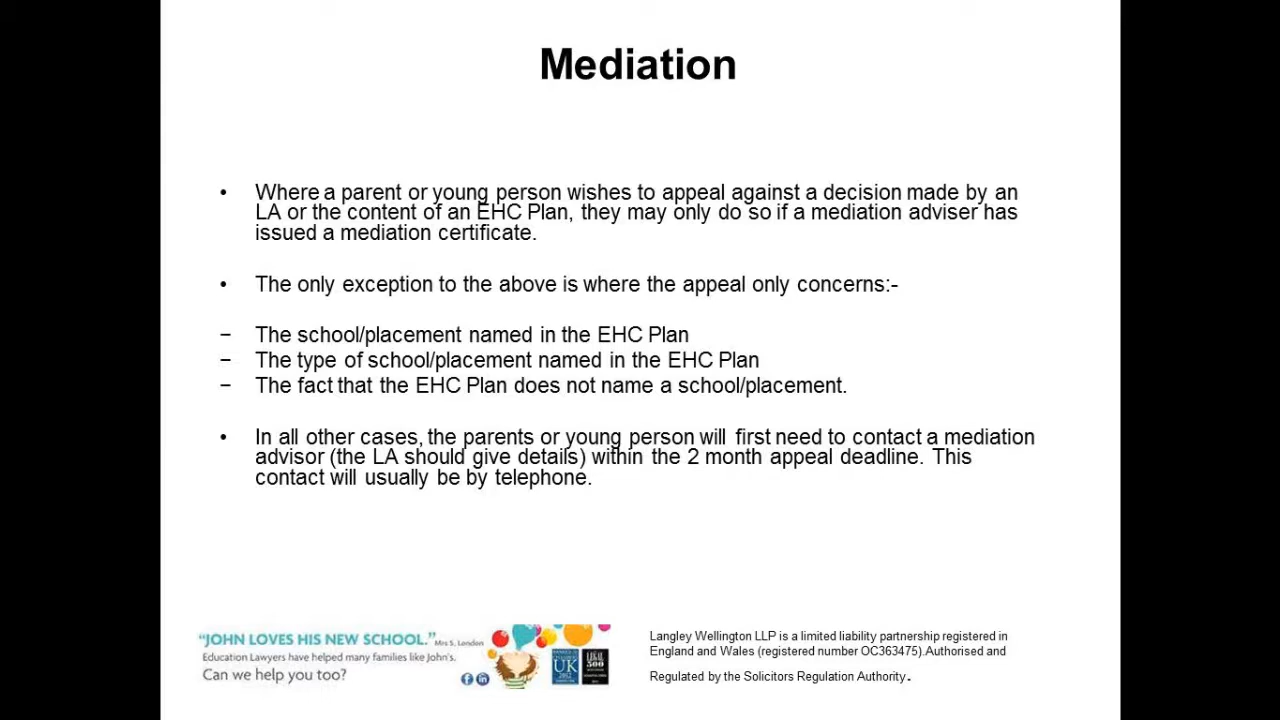 Mediation
• Where a parent or young person wishes to appeal against a decision made by an
LA or the content of an EHC Plan, they may only do so if a mediation adviser has
issued a mediation certificate.
• The only exception to the above is where the appeal only concerns:-
− The school/placement named in the EHC Plan
− The type of school/placement named in the EHC Plan
− The fact that the EHC Plan does not name a school/placement.
• In all other cases, the parents or young person will first need to contact a mediation
advisor (the LA should give details) within the 2 month appeal deadline. This
contact will usually be by telephone.
“JOHN LOVES HIS NEW SCHOOL.” Mrs S, London
Education Lawyers have helped many families like John's.
Can we help you too?
UK
500
Langley Wellington LLP is a limited liability partnership registered in
England and Wales (registered number OC363475).Authorised and
Regulated by the Solicitors Regulation Authority.